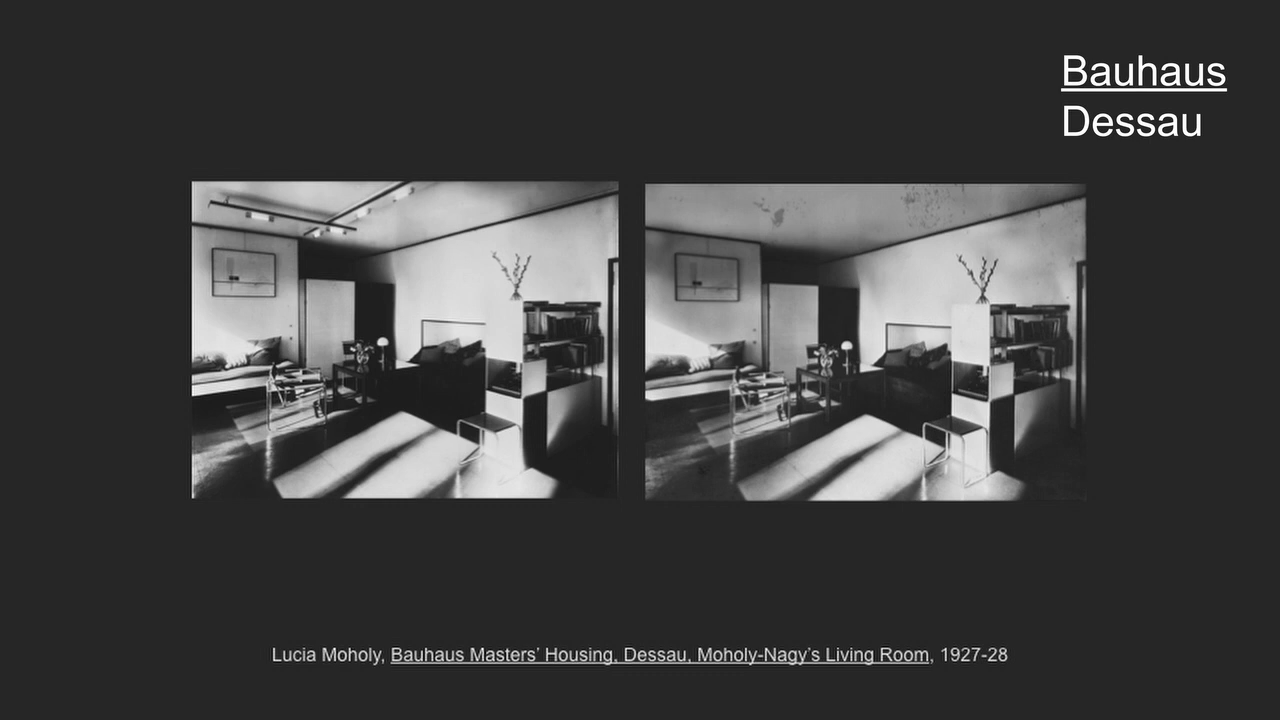 Bauhaus
Dessau
Lucia Moholy, Bauhaus Masters’ Housing, Dessau, Moholy-Nagy’s Living Room, 1927-28